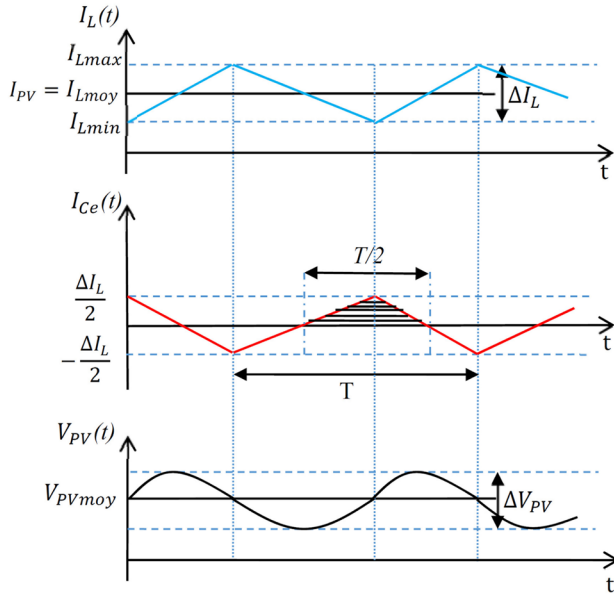 I_L(t)
I_Lmax
I_PV = I_Lmoy
I_Lmin
ΔI_L
t
I_Ce(t)
T/2
ΔI_L/2
-ΔI_L/2
T
t
V_PV(t)
V_PVmoy
ΔV_PV
t